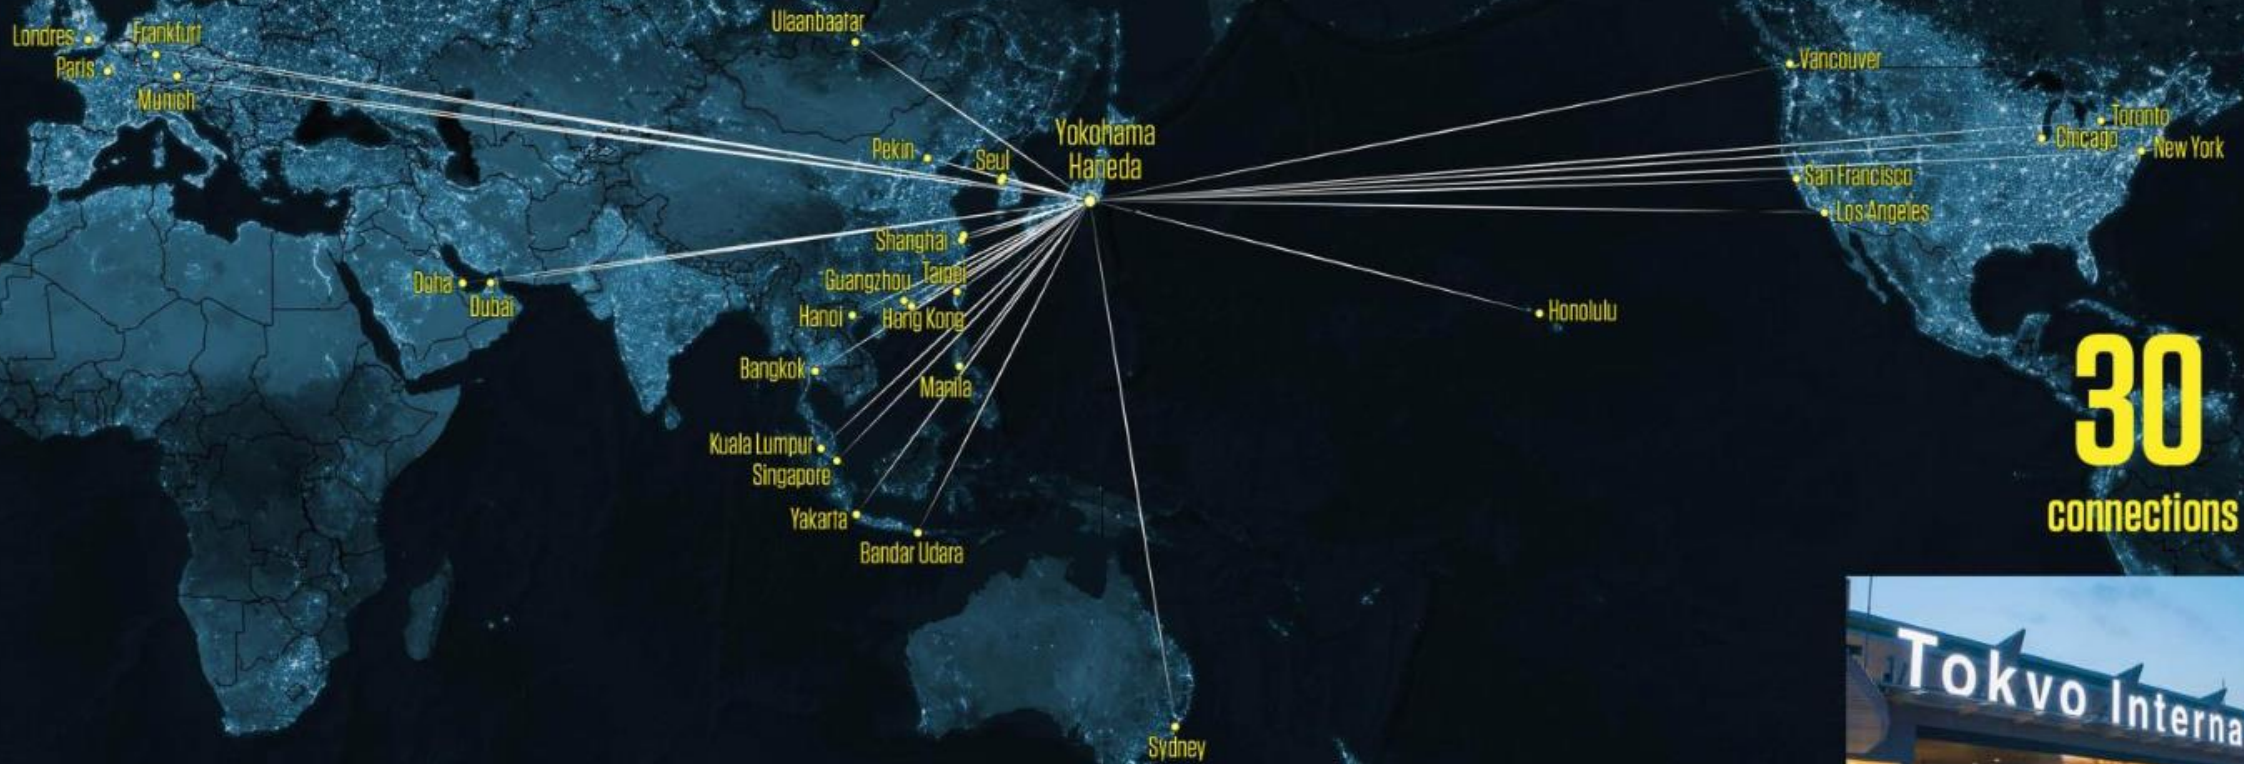 Londres
Frankfurt
Ulaanbaatar
Paris
Munich
Vancouver
Toronto
Chicago
New York
Pekin
Seul
Yokohama
Haneda
San Francisco
Los Angeles
Shanghai
Guangzhou
Taipei
Doha
Dubai
Hanoi
Hang Kong
Honolulu
Bangkok
Manila
Kuala Lumpur
Singapore
Yakarta
Bandar Udara
Sydney
30
connections
Tokyo Interna